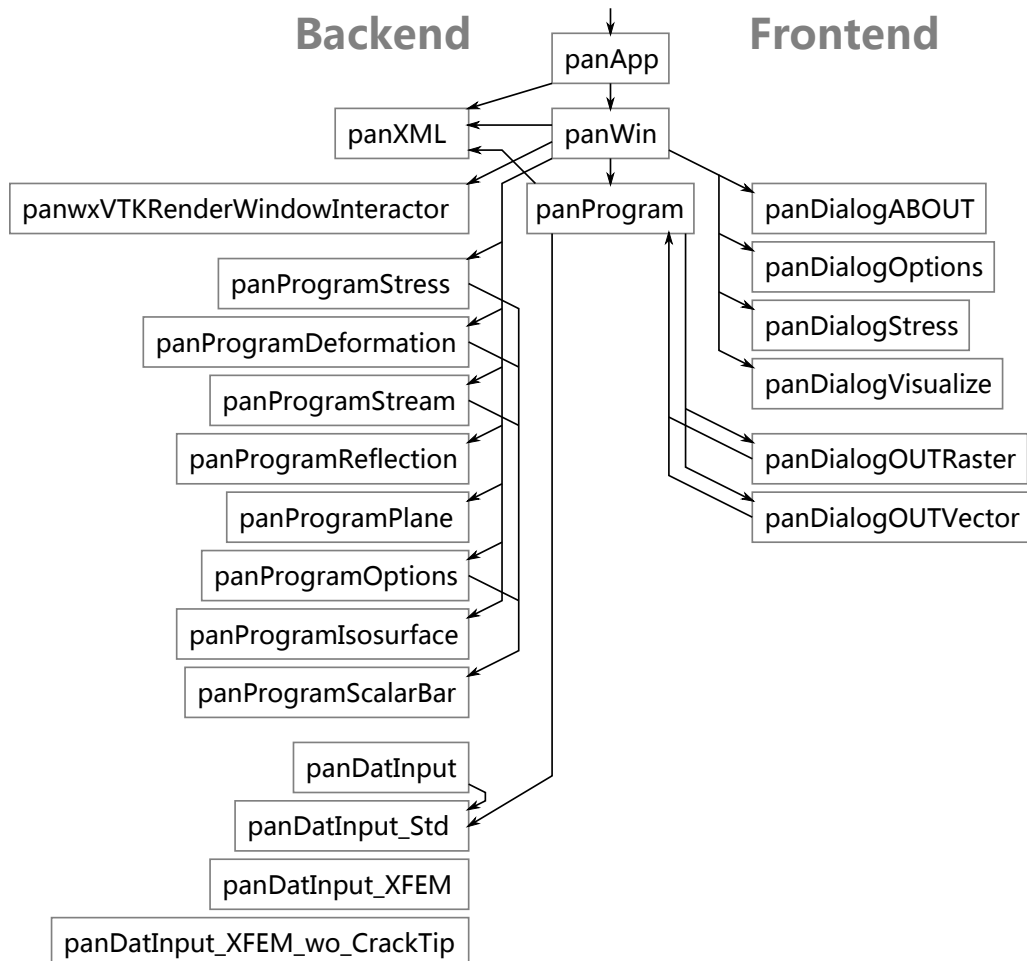 Backend
Frontend
panApp
panXML
panWin
panwxVTKRenderWindowInteractor
panProgram
panDialogABOUT
panDialogOptions
panProgramStress
panDialogStress
panProgramDeformation
panDialogVisualize
panProgramStream
panProgramReflection
panDialogOUTRaster
panProgramPlane
panDialogOUTVector
panProgramOptions
panProgramIsosurface
panProgramScalarBar
panDatInput
panDatInput_Std
panDatInput_XFEM
panDatInput_XFEM_wo_CrackTip